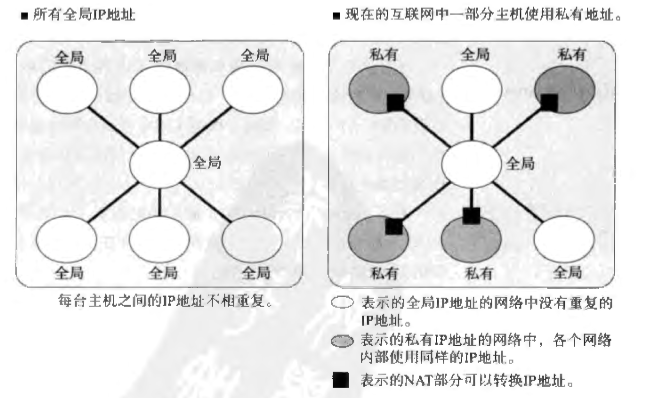 ■ 所有全局IP地址
全局 全局 全局
全局
全局 全局 全局
每台主机之间的IP地址不相重复。
■ 现在的互联网中一部分主机使用私有地址。
私有 全局 私有
全局
私有 私有 全局
表示的全局IP地址的网络中没有重复的
IP地址。
表示的私有IP地址的网络中，各个网络
内部使用同样的IP地址。
表示的NAT部分可以转换IP地址。